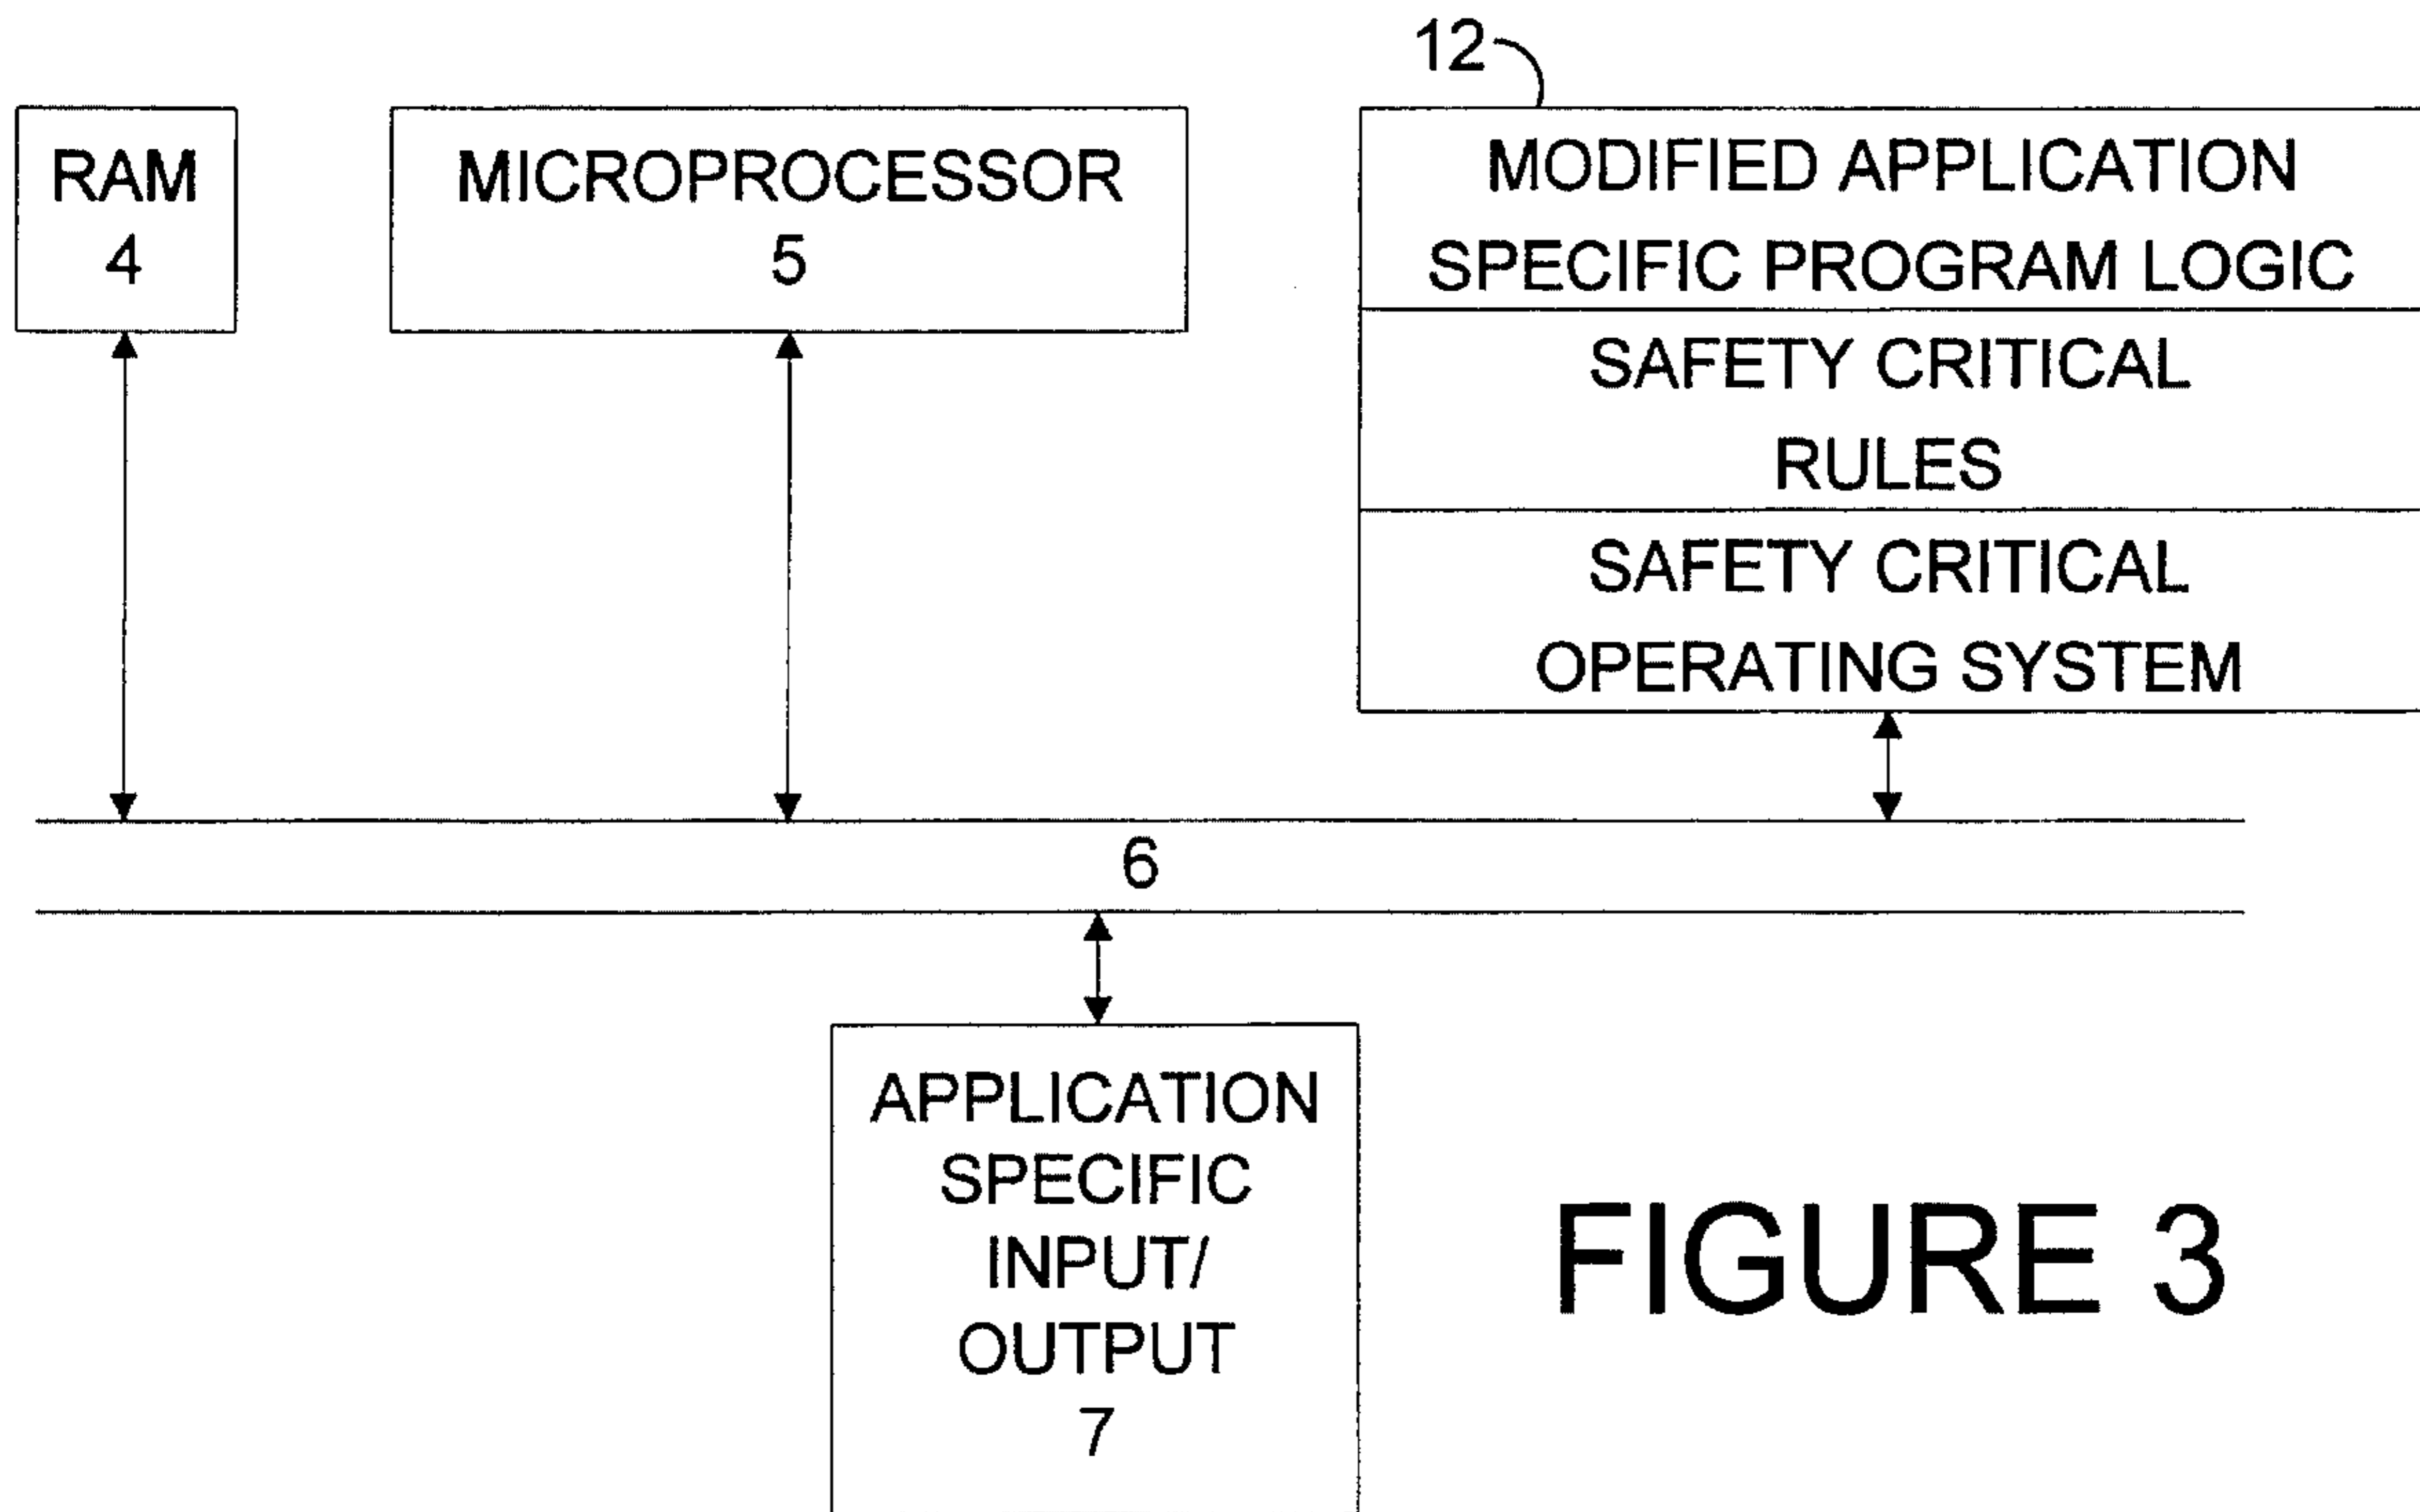 12
RAM
4
MICROPROCESSOR
5
MODIFIED APPLICATION
SPECIFIC PROGRAM LOGIC
SAFETY CRITICAL
RULES
SAFETY CRITICAL
OPERATING SYSTEM
6
APPLICATION
SPECIFIC
INPUT/
OUTPUT
7
FIGURE 3